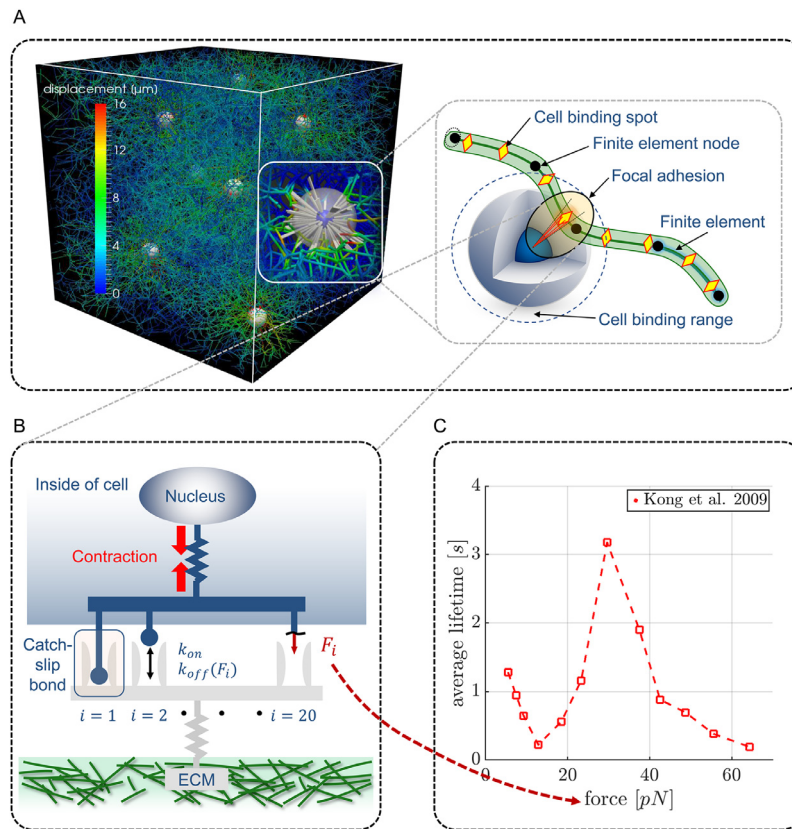 A
displacement [μm]
16
12
8
4
0
Cell binding spot
Finite element node
Focal adhesion
Finite element
Cell binding range
B
Inside of cell
Nucleus
Contraction
Catch-
slip
bond
k_on
k_off(F_i)
F_i
i = 1
i = 2
• • •
i = 20
ECM
C
4
3
2
1
0
average lifetime [s]
Kong et al. 2009
0
20
40
60
force [pN]